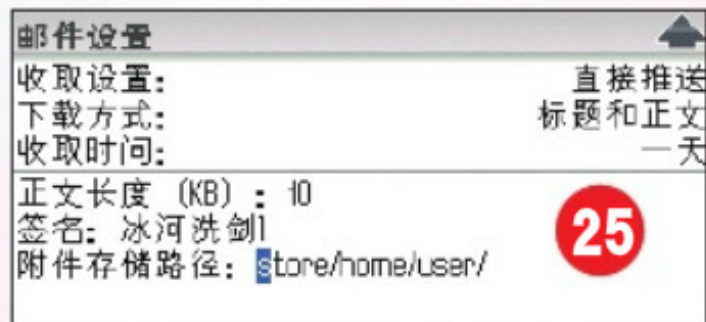 邮件设置
收取设置: 直接推送
下载方式: 标题和正文
收取时间: 一天
正文长度 (KB) : 10
签名: 冰河洗剑1
附件存储路径: store/home/user/
25